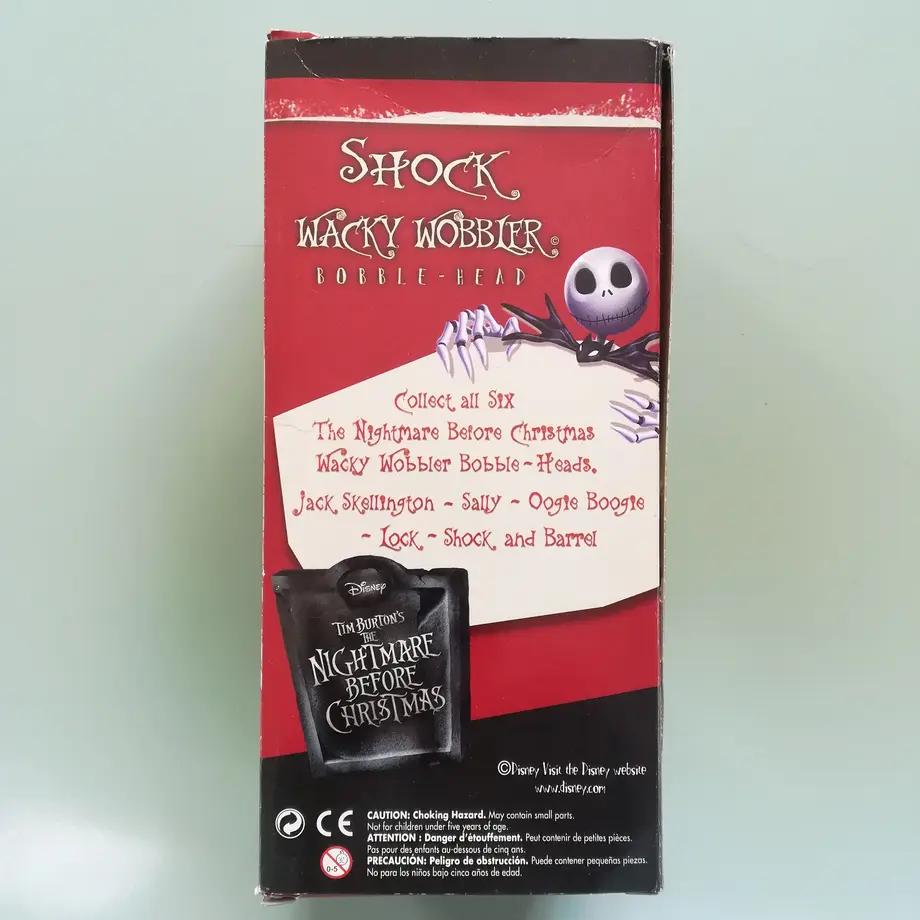 SHOCK
WACKY WOBBLER ©
BOBBLE-HEAD
Collect all Six
The Nightmare Before Christmas
Wacky Wobbler Bobble-Heads.
Jack Skellington ~ Sally ~ Oogie Boogie
~ Lock ~ Shock and Barrel
Disney
TIM BURTON'S
THE
NIGHTMARE
BEFORE
CHRISTMAS
©Disney Visit the Disney website
www.disney.com
CE
0-5
CAUTION: Choking Hazard. May contain small parts.
Not for children under five years of age.
ATTENTION : Danger d'étouffement. Peut contenir de petites pièces.
Pas pour des enfants au-dessous de cinq ans.
PRECAUCIÓN: Peligro de obstrucción. Puede contener pequeñas piezas.
No para los niños bajo cinco años de edad.